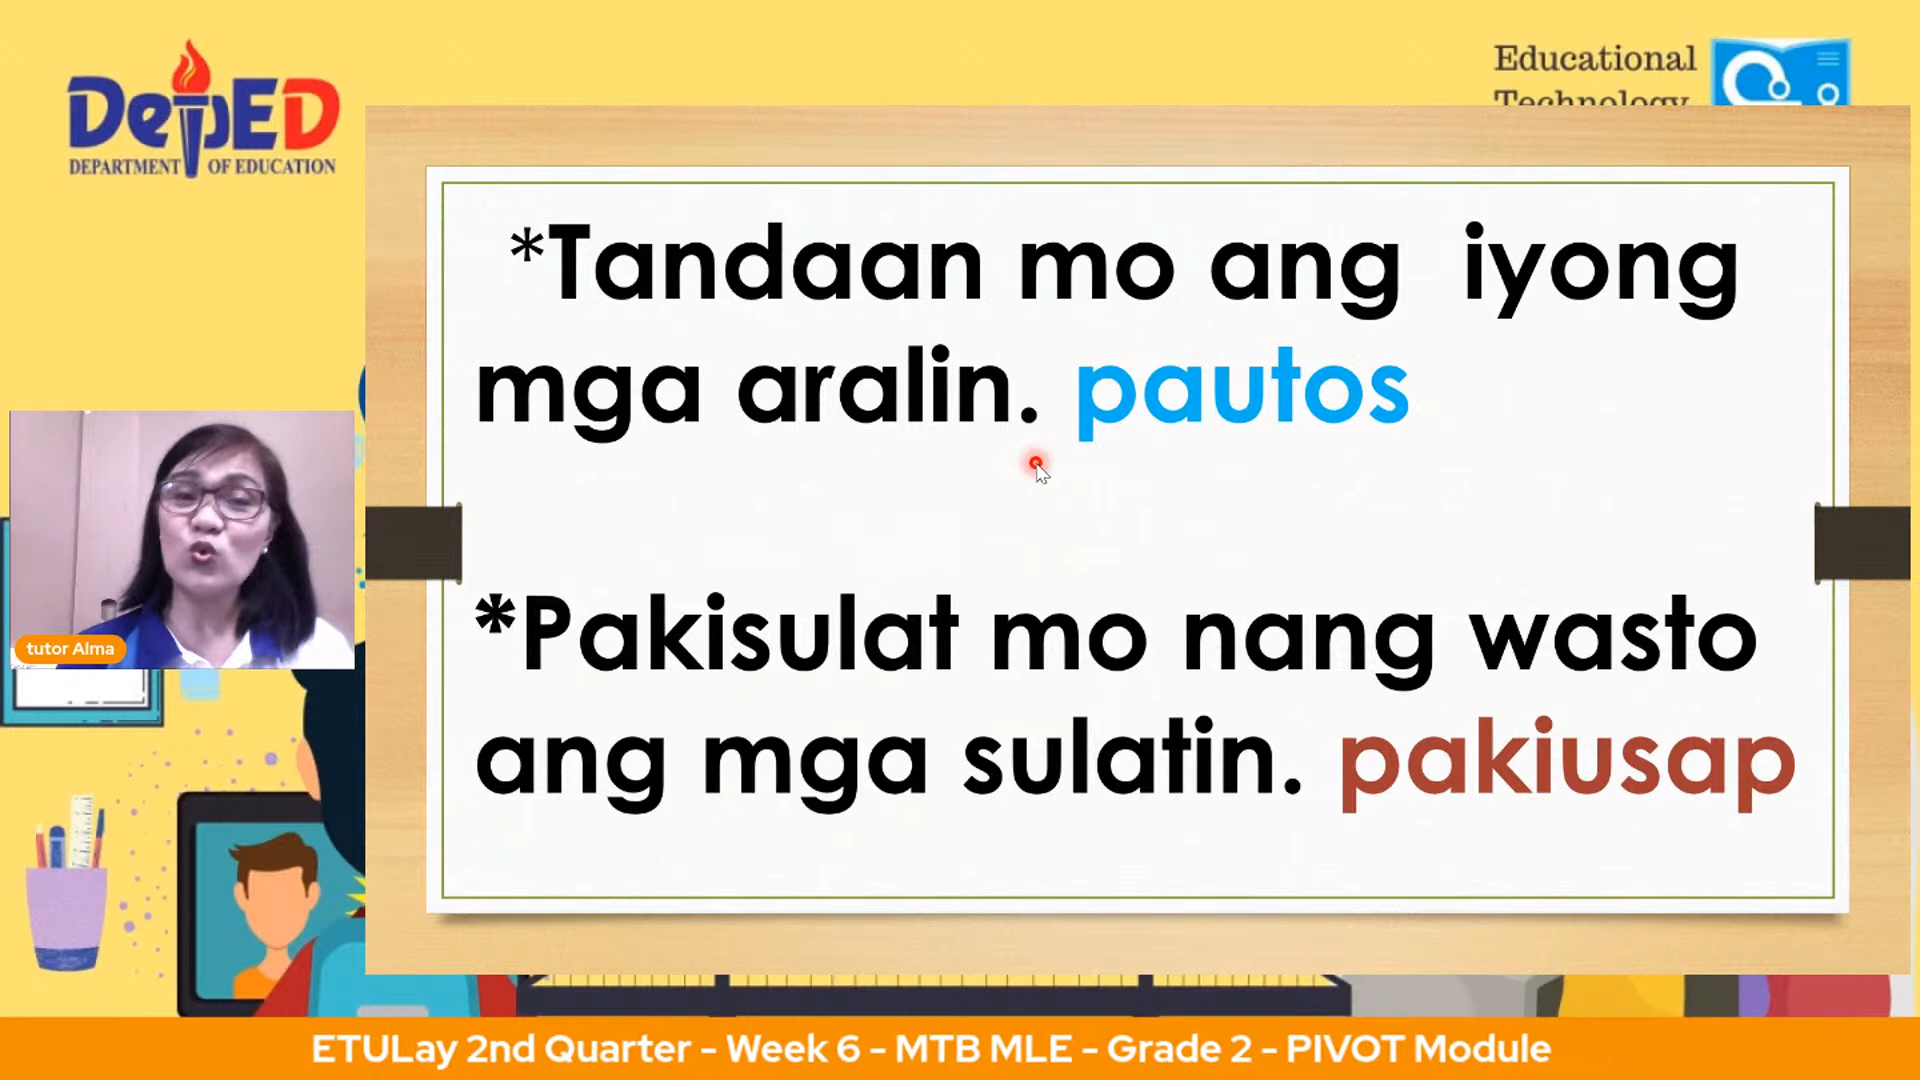 DepED
DEPARTMENT OF EDUCATION
Educational
Technology
*Tandaan mo ang iyong
mga aralin. pautos
*Pakisulat mo nang wasto
ang mga sulatin. pakiusap
tutor Alma
ETULay 2nd Quarter - Week 6 - MTB MLE - Grade 2 - PIVOT Module